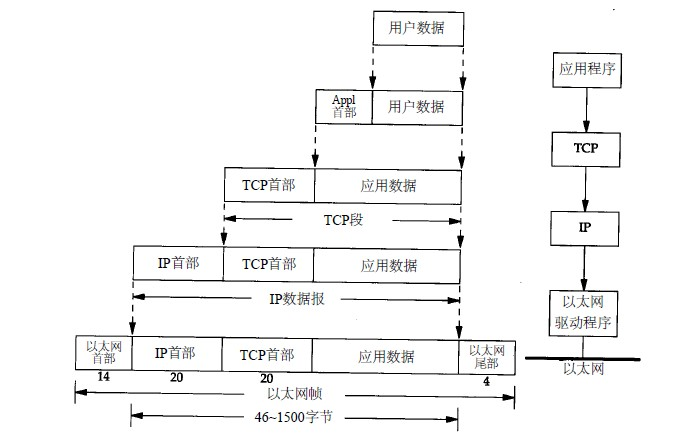 用户数据
应用程序
Appl
首部
用户数据
TCP
TCP首部
应用数据
TCP段
IP
IP首部
TCP首部
应用数据
IP数据报
以太网
驱动程序
以太网
首部
IP首部
TCP首部
应用数据
以太网
尾部
以太网
14
20
20
4
以太网帧
46~1500字节